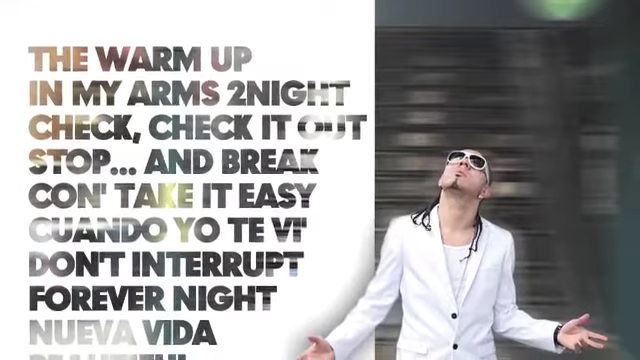 THE WARM UP
IN MY ARMS 2NIGHT
CHECK, CHECK IT OUT
STOP... AND BREAK
CON' TAKE IT EASY
CUANDO YO TE VI'
DON'T INTERRUPT
FOREVER NIGHT
NUEVA VIDA